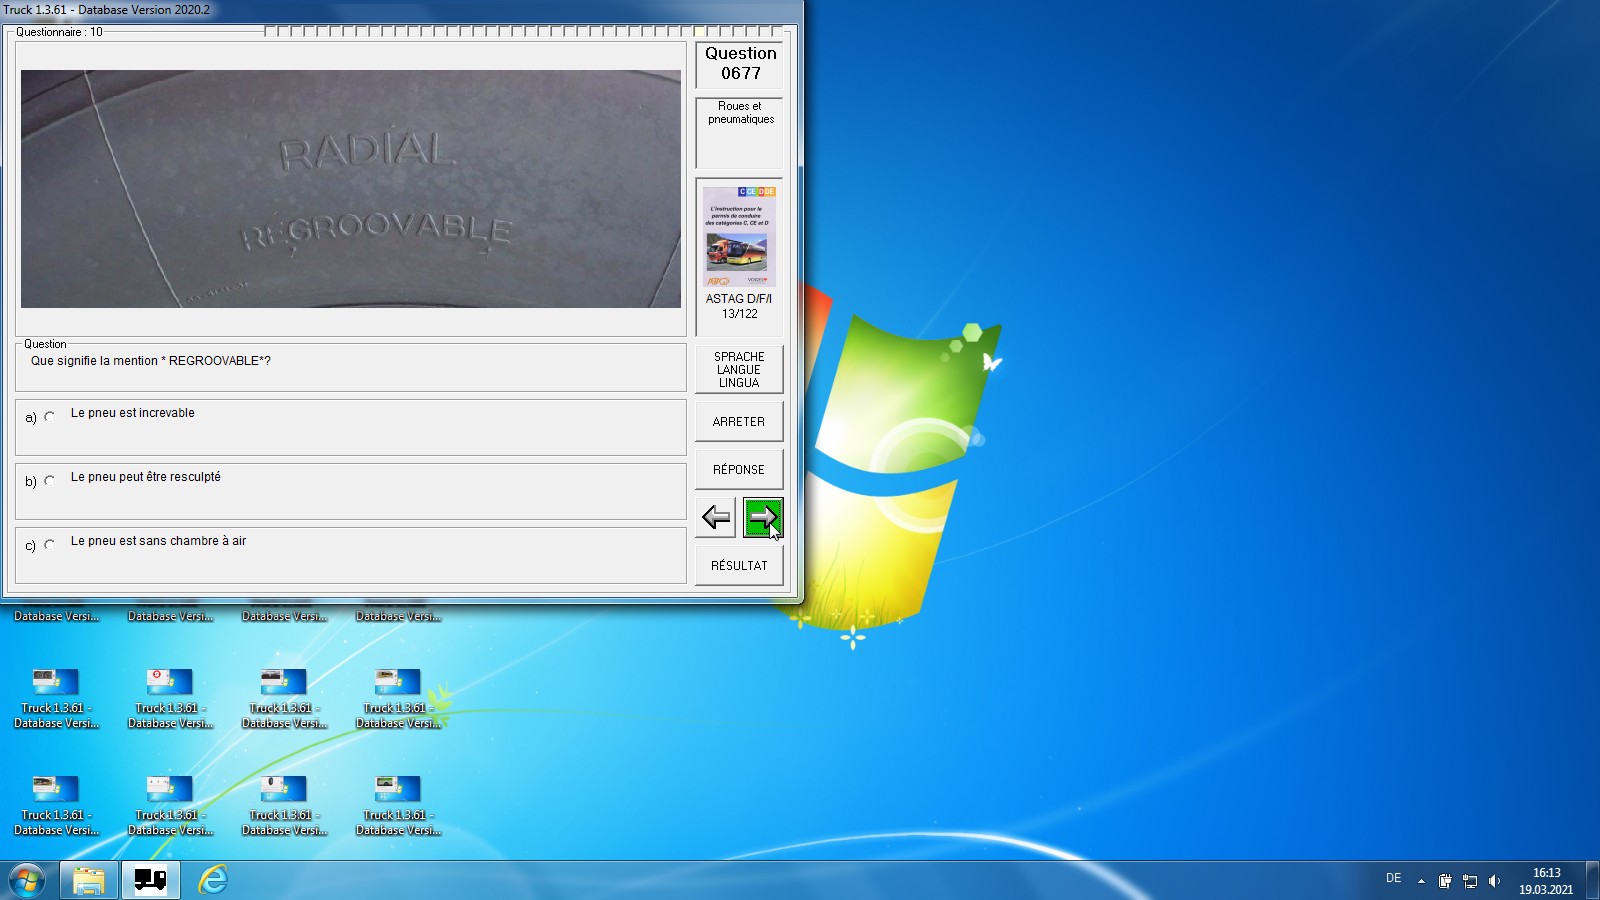 Truck 1.3.61 - Database Version 2020.2
Questionnaire : 10
RADIAL
REGROOVABLE
Question
0677
Roues et
pneumatiques
C CE D DE
L'instruction pour le
permis de conduire
des catégories C, CE et D
ASTAG D/F/I
13/122
Question
Que signifie la mention * REGROOVABLE*?
a) Le pneu est increvable
b) Le pneu peut être resculpté
c) Le pneu est sans chambre à air
SPRACHE
LANGUE
LINGUA
ARRETER
RÉPONSE
RÉSULTAT
Database Versi... Database Versi... Database Versi... Database Versi...
Truck 1.3.61 - Truck 1.3.61 - Truck 1.3.61 - Truck 1.3.61 -
Database Versi... Database Versi... Database Versi... Database Versi...
Truck 1.3.61 - Truck 1.3.61 - Truck 1.3.61 - Truck 1.3.61 -
Database Versi... Database Versi... Database Versi... Database Versi...
DE
16:13
19.03.2021